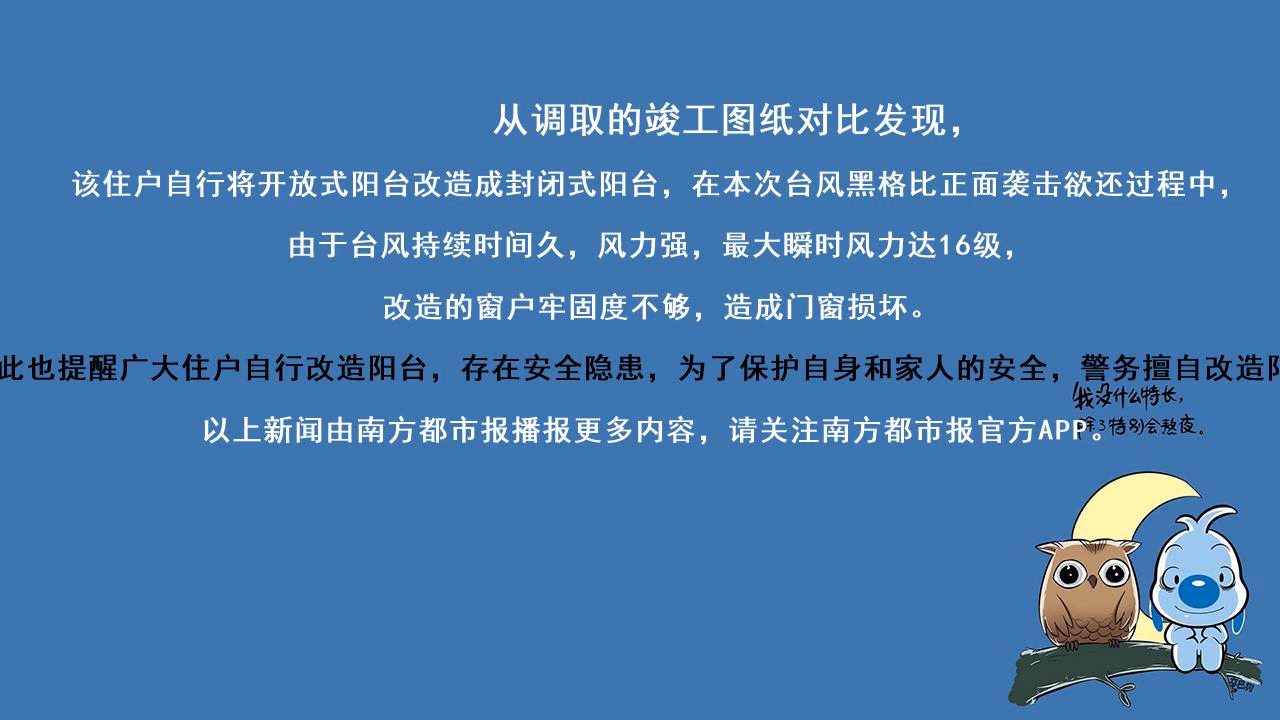 从调取的竣工图纸对比发现，
该住户自行将开放式阳台改造成封闭式阳台，在本次台风黑格比正面袭击欲还过程中，
由于台风持续时间久，风力强，最大瞬时风力达16级，
改造的窗户牢固度不够，造成门窗损坏。
此也提醒广大住户自行改造阳台，存在安全隐患，为了保护自身和家人的安全，警务擅自改造阳
我没什么特长，
以上新闻由南方都市报播报更多内容，请关注南方都市报官方APP。
除了特别会熬夜。